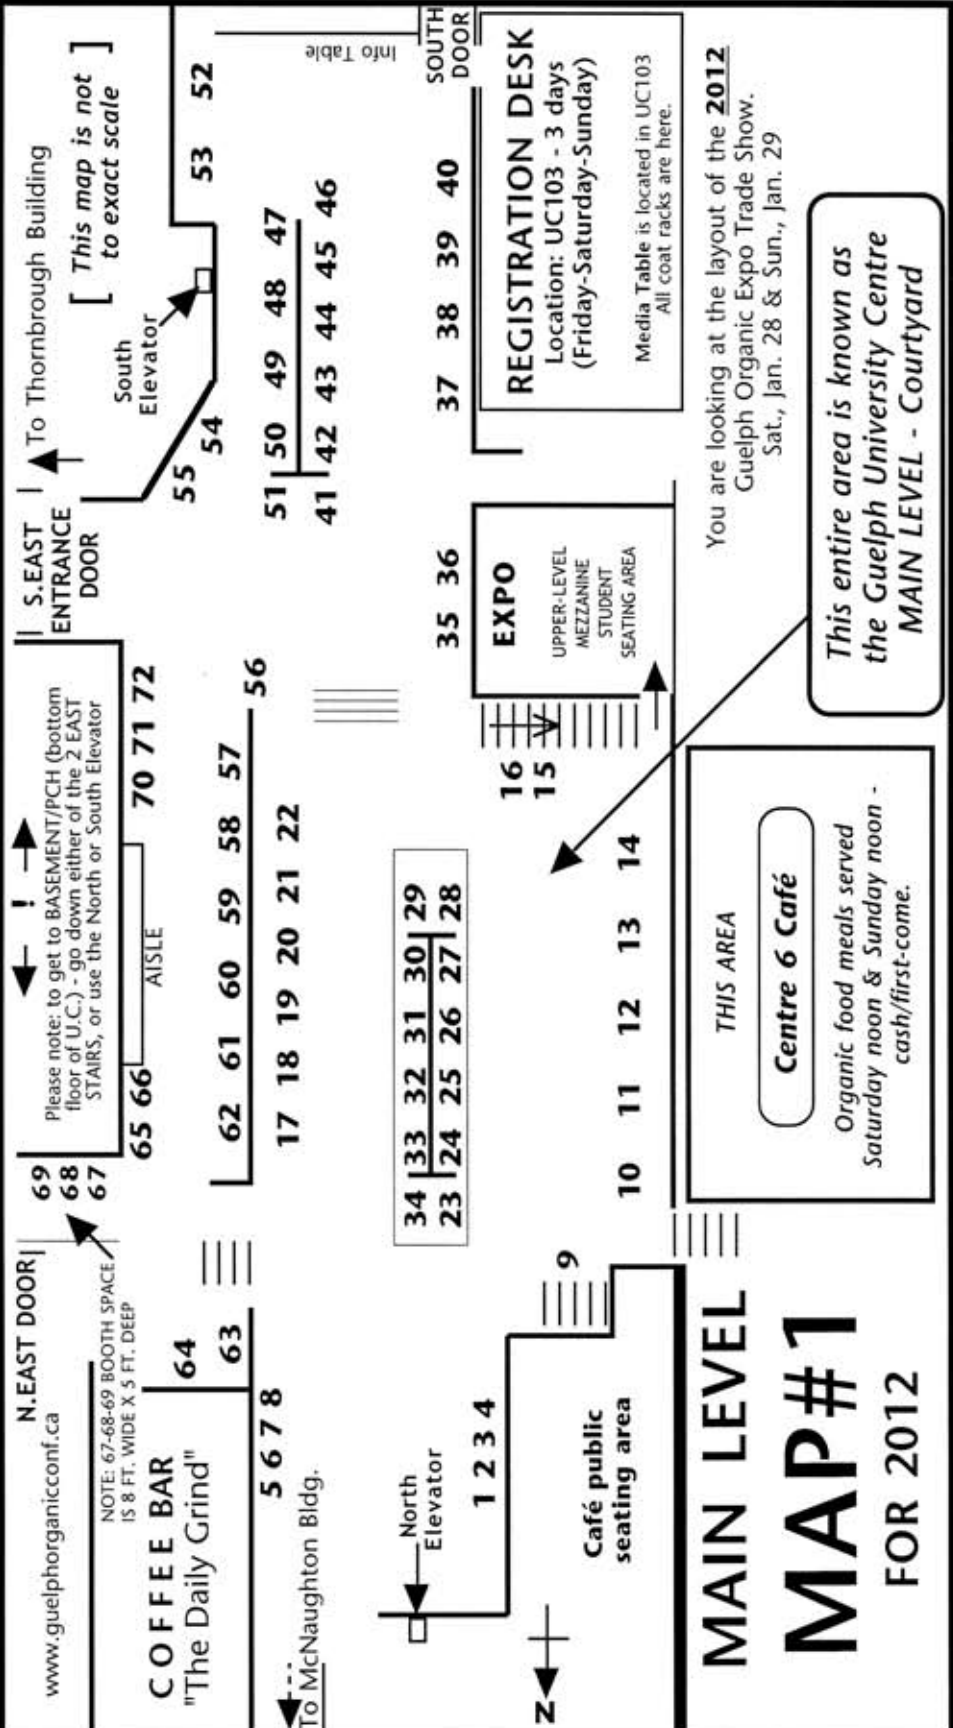 www.guelphorganicconf.ca
N.EAST DOOR
NOTE: 67-68-69 BOOTH SPACE
IS 8 FT. WIDE X 5 FT. DEEP
COFFEE BAR
"The Daily Grind"
64
63
5 6 7 8
To McNaughton Bldg.
North
Elevator
1 2 3 4
N
Café public
seating area
9
MAIN LEVEL
MAP#1
FOR 2012
69
68
67
!
Please note: to get to BASEMENT/PCH (bottom
floor of U.C.) - go down either of the 2 EAST
STAIRS, or use the North or South Elevator
65 66
AISLE
70 71 72
62 61 60 59 58 57 56
17 18 19 20 21 22
34 33 32 31 30 29
23 24 25 26 27 28
16
15
10 11 12 13 14
THIS AREA
Centre 6 Café
Organic food meals served
Saturday noon & Sunday noon -
cash/first-come.
S.EAST
ENTRANCE
DOOR
To Thornbrough Building
[ This map is not
to exact scale ]
South
Elevator
55
54
53 52
51 50 49 48 47
41 42 43 44 45 46
Info Table
SOUTH
DOOR
35 36 37 38 39 40
EXPO
UPPER-LEVEL
MEZZANINE
STUDENT
SEATING AREA
REGISTRATION DESK
Location: UC103 - 3 days
(Friday-Saturday-Sunday)
Media Table is located in UC103
All coat racks are here.
You are looking at the layout of the 2012
Guelph Organic Expo Trade Show.
Sat., Jan. 28 & Sun., Jan. 29
This entire area is known as
the Guelph University Centre
MAIN LEVEL - Courtyard